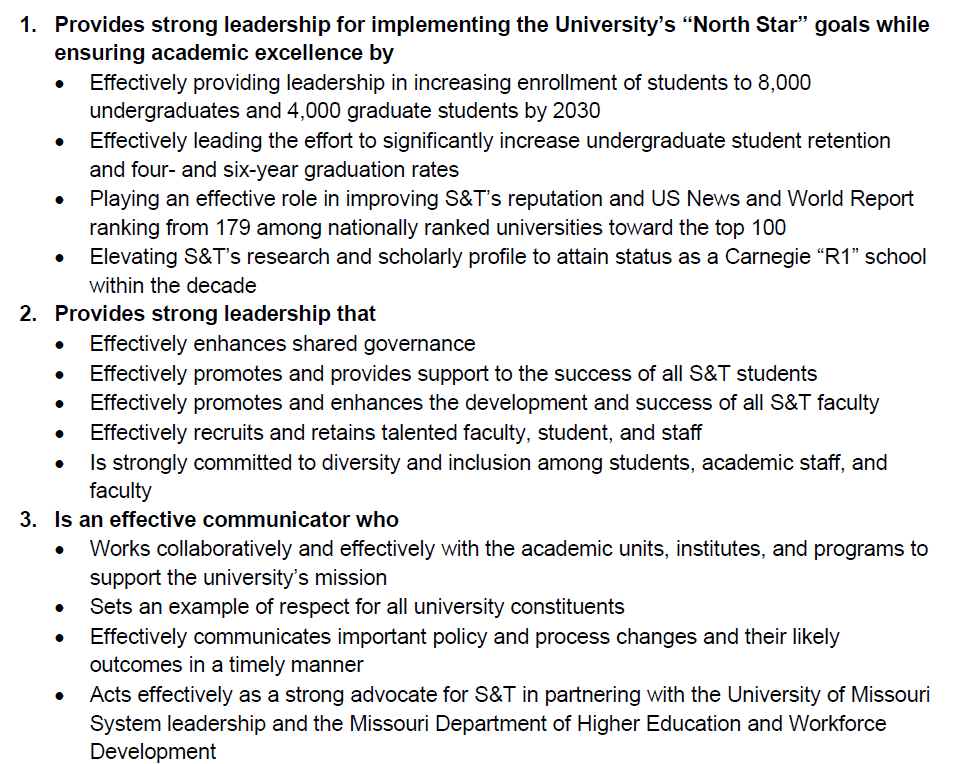 1. Provides strong leadership for implementing the University’s “North Star” goals while
ensuring academic excellence by
• Effectively providing leadership in increasing enrollment of students to 8,000
undergraduates and 4,000 graduate students by 2030
• Effectively leading the effort to significantly increase undergraduate student retention
and four- and six-year graduation rates
• Playing an effective role in improving S&T’s reputation and US News and World Report
ranking from 179 among nationally ranked universities toward the top 100
• Elevating S&T’s research and scholarly profile to attain status as a Carnegie “R1” school
within the decade
2. Provides strong leadership that
• Effectively enhances shared governance
• Effectively promotes and provides support to the success of all S&T students
• Effectively promotes and enhances the development and success of all S&T faculty
• Effectively recruits and retains talented faculty, student, and staff
• Is strongly committed to diversity and inclusion among students, academic staff, and
faculty
3. Is an effective communicator who
• Works collaboratively and effectively with the academic units, institutes, and programs to
support the university’s mission
• Sets an example of respect for all university constituents
• Effectively communicates important policy and process changes and their likely
outcomes in a timely manner
• Acts effectively as a strong advocate for S&T in partnering with the University of Missouri
System leadership and the Missouri Department of Higher Education and Workforce
Development